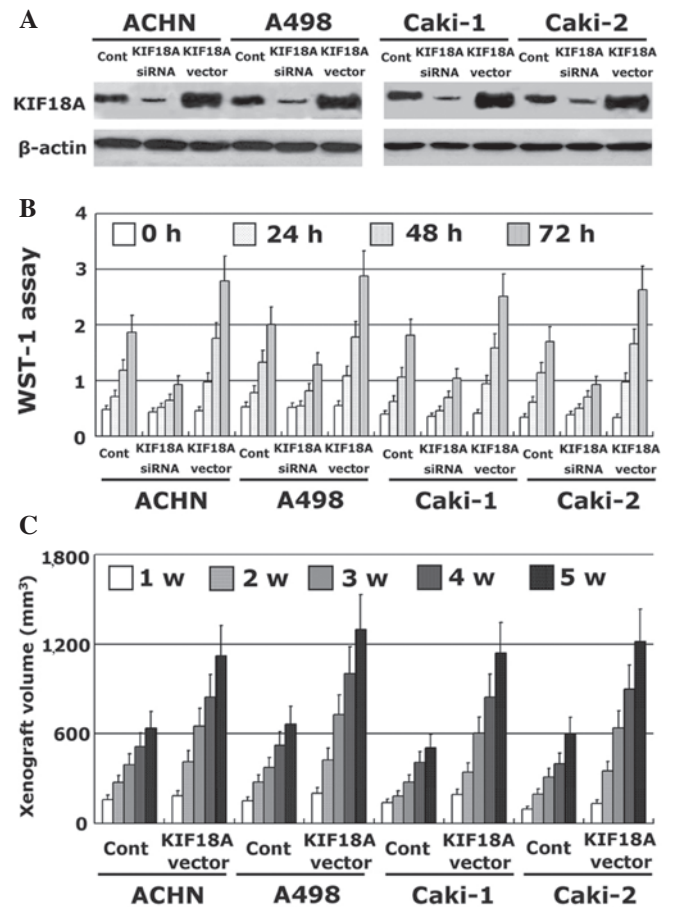 A
ACHN A498 Caki-1 Caki-2
Cont KIF18A siRNA KIF18A vector Cont KIF18A siRNA KIF18A vector Cont KIF18A siRNA KIF18A vector Cont KIF18A siRNA KIF18A vector
KIF18A
β-actin
B
WST-1 assay
4
3
2
1
0
0 h 24 h 48 h 72 h
Cont KIF18A siRNA KIF18A vector Cont KIF18A siRNA KIF18A vector Cont KIF18A siRNA KIF18A vector Cont KIF18A siRNA KIF18A vector
ACHN A498 Caki-1 Caki-2
C
Xenograft volume (mm³)
1,800
1,200
600
0
1 w 2 w 3 w 4 w 5 w
Cont KIF18A vector Cont KIF18A vector Cont KIF18A vector Cont KIF18A vector
ACHN A498 Caki-1 Caki-2